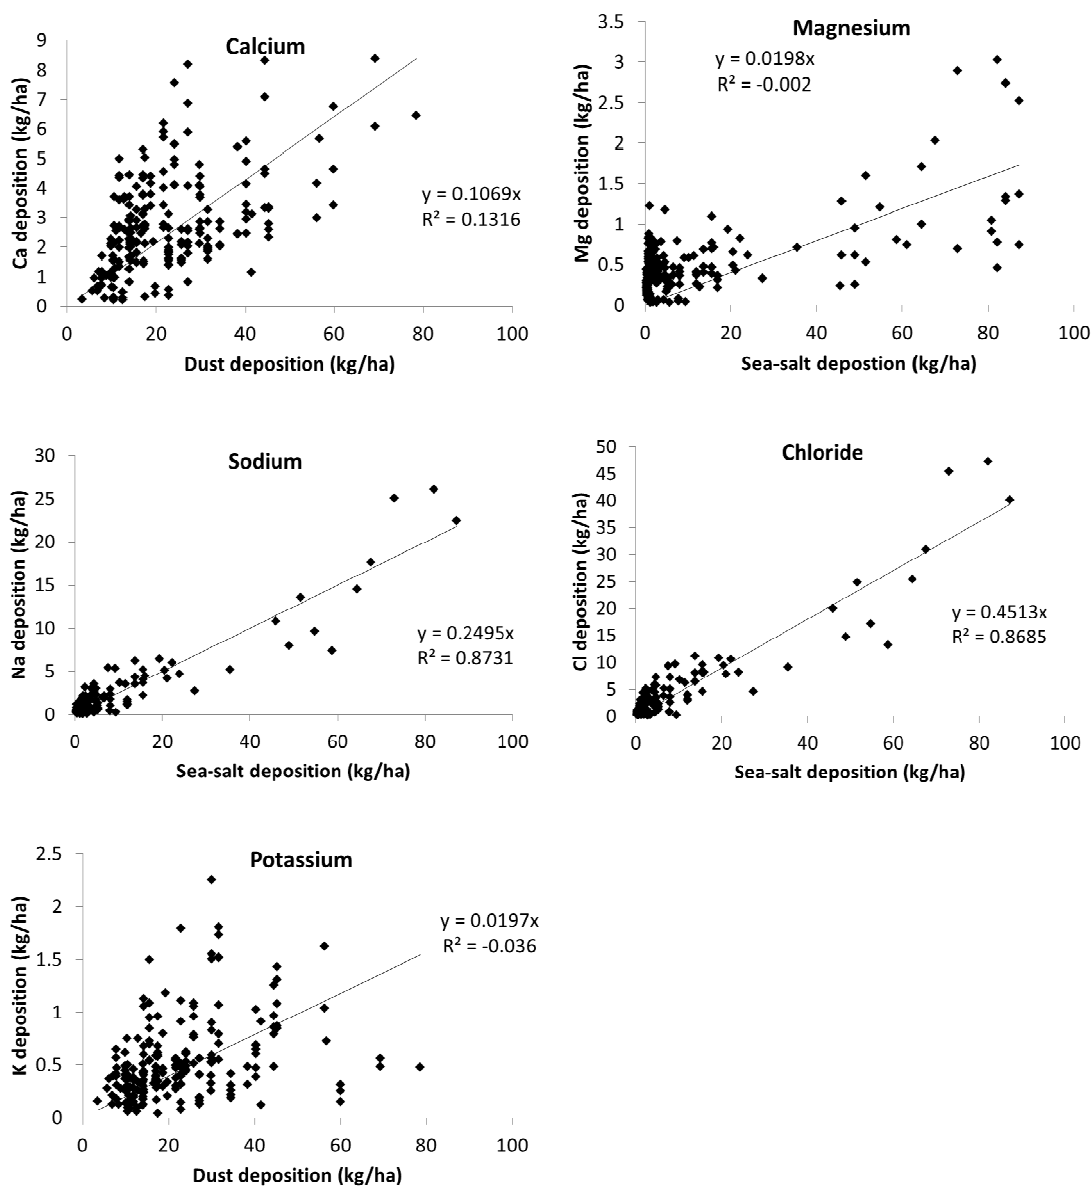 Calcium
y = 0.1069x
R² = 0.1316
9
8
7
6
5
4
3
2
1
0
0 20 40 60 80 100
Ca deposition (kg/ha)
Dust deposition (kg/ha)
Magnesium
y = 0.0198x
R² = -0.002
3.5
3
2.5
2
1.5
1
0.5
0
0 20 40 60 80 100
Mg deposition (kg/ha)
Sea-salt depostion (kg/ha)
Sodium
y = 0.2495x
R² = 0.8731
30
25
20
15
10
5
0
0 20 40 60 80 100
Na deposition (kg/ha)
Sea-salt deposition (kg/ha)
Chloride
y = 0.4513x
R² = 0.8685
50
45
40
35
30
25
20
15
10
5
0
0 20 40 60 80 100
Cl deposition (kg/ha)
Sea-salt deposition (kg/ha)
Potassium
y = 0.0197x
R² = -0.036
2.5
2
1.5
1
0.5
0
0 20 40 60 80 100
K deposition (kg/ha)
Dust deposition (kg/ha)